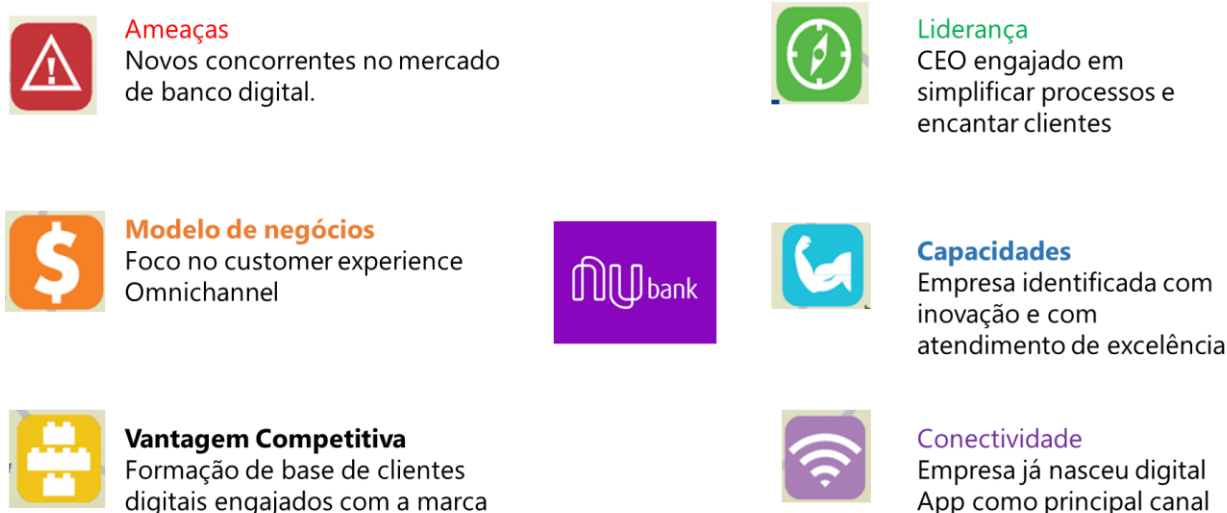 Ameaças
Novos concorrentes no mercado
de banco digital.
Liderança
CEO engajado em
simplificar processos e
encantar clientes
Modelo de negócios
Foco no customer experience
Omnichannel
$
nubank
Capacidades
Empresa identificada com
inovação e com
atendimento de excelência
Vantagem Competitiva
Formação de base de clientes
digitais engajados com a marca
Conectividade
Empresa já nasceu digital
App como principal canal